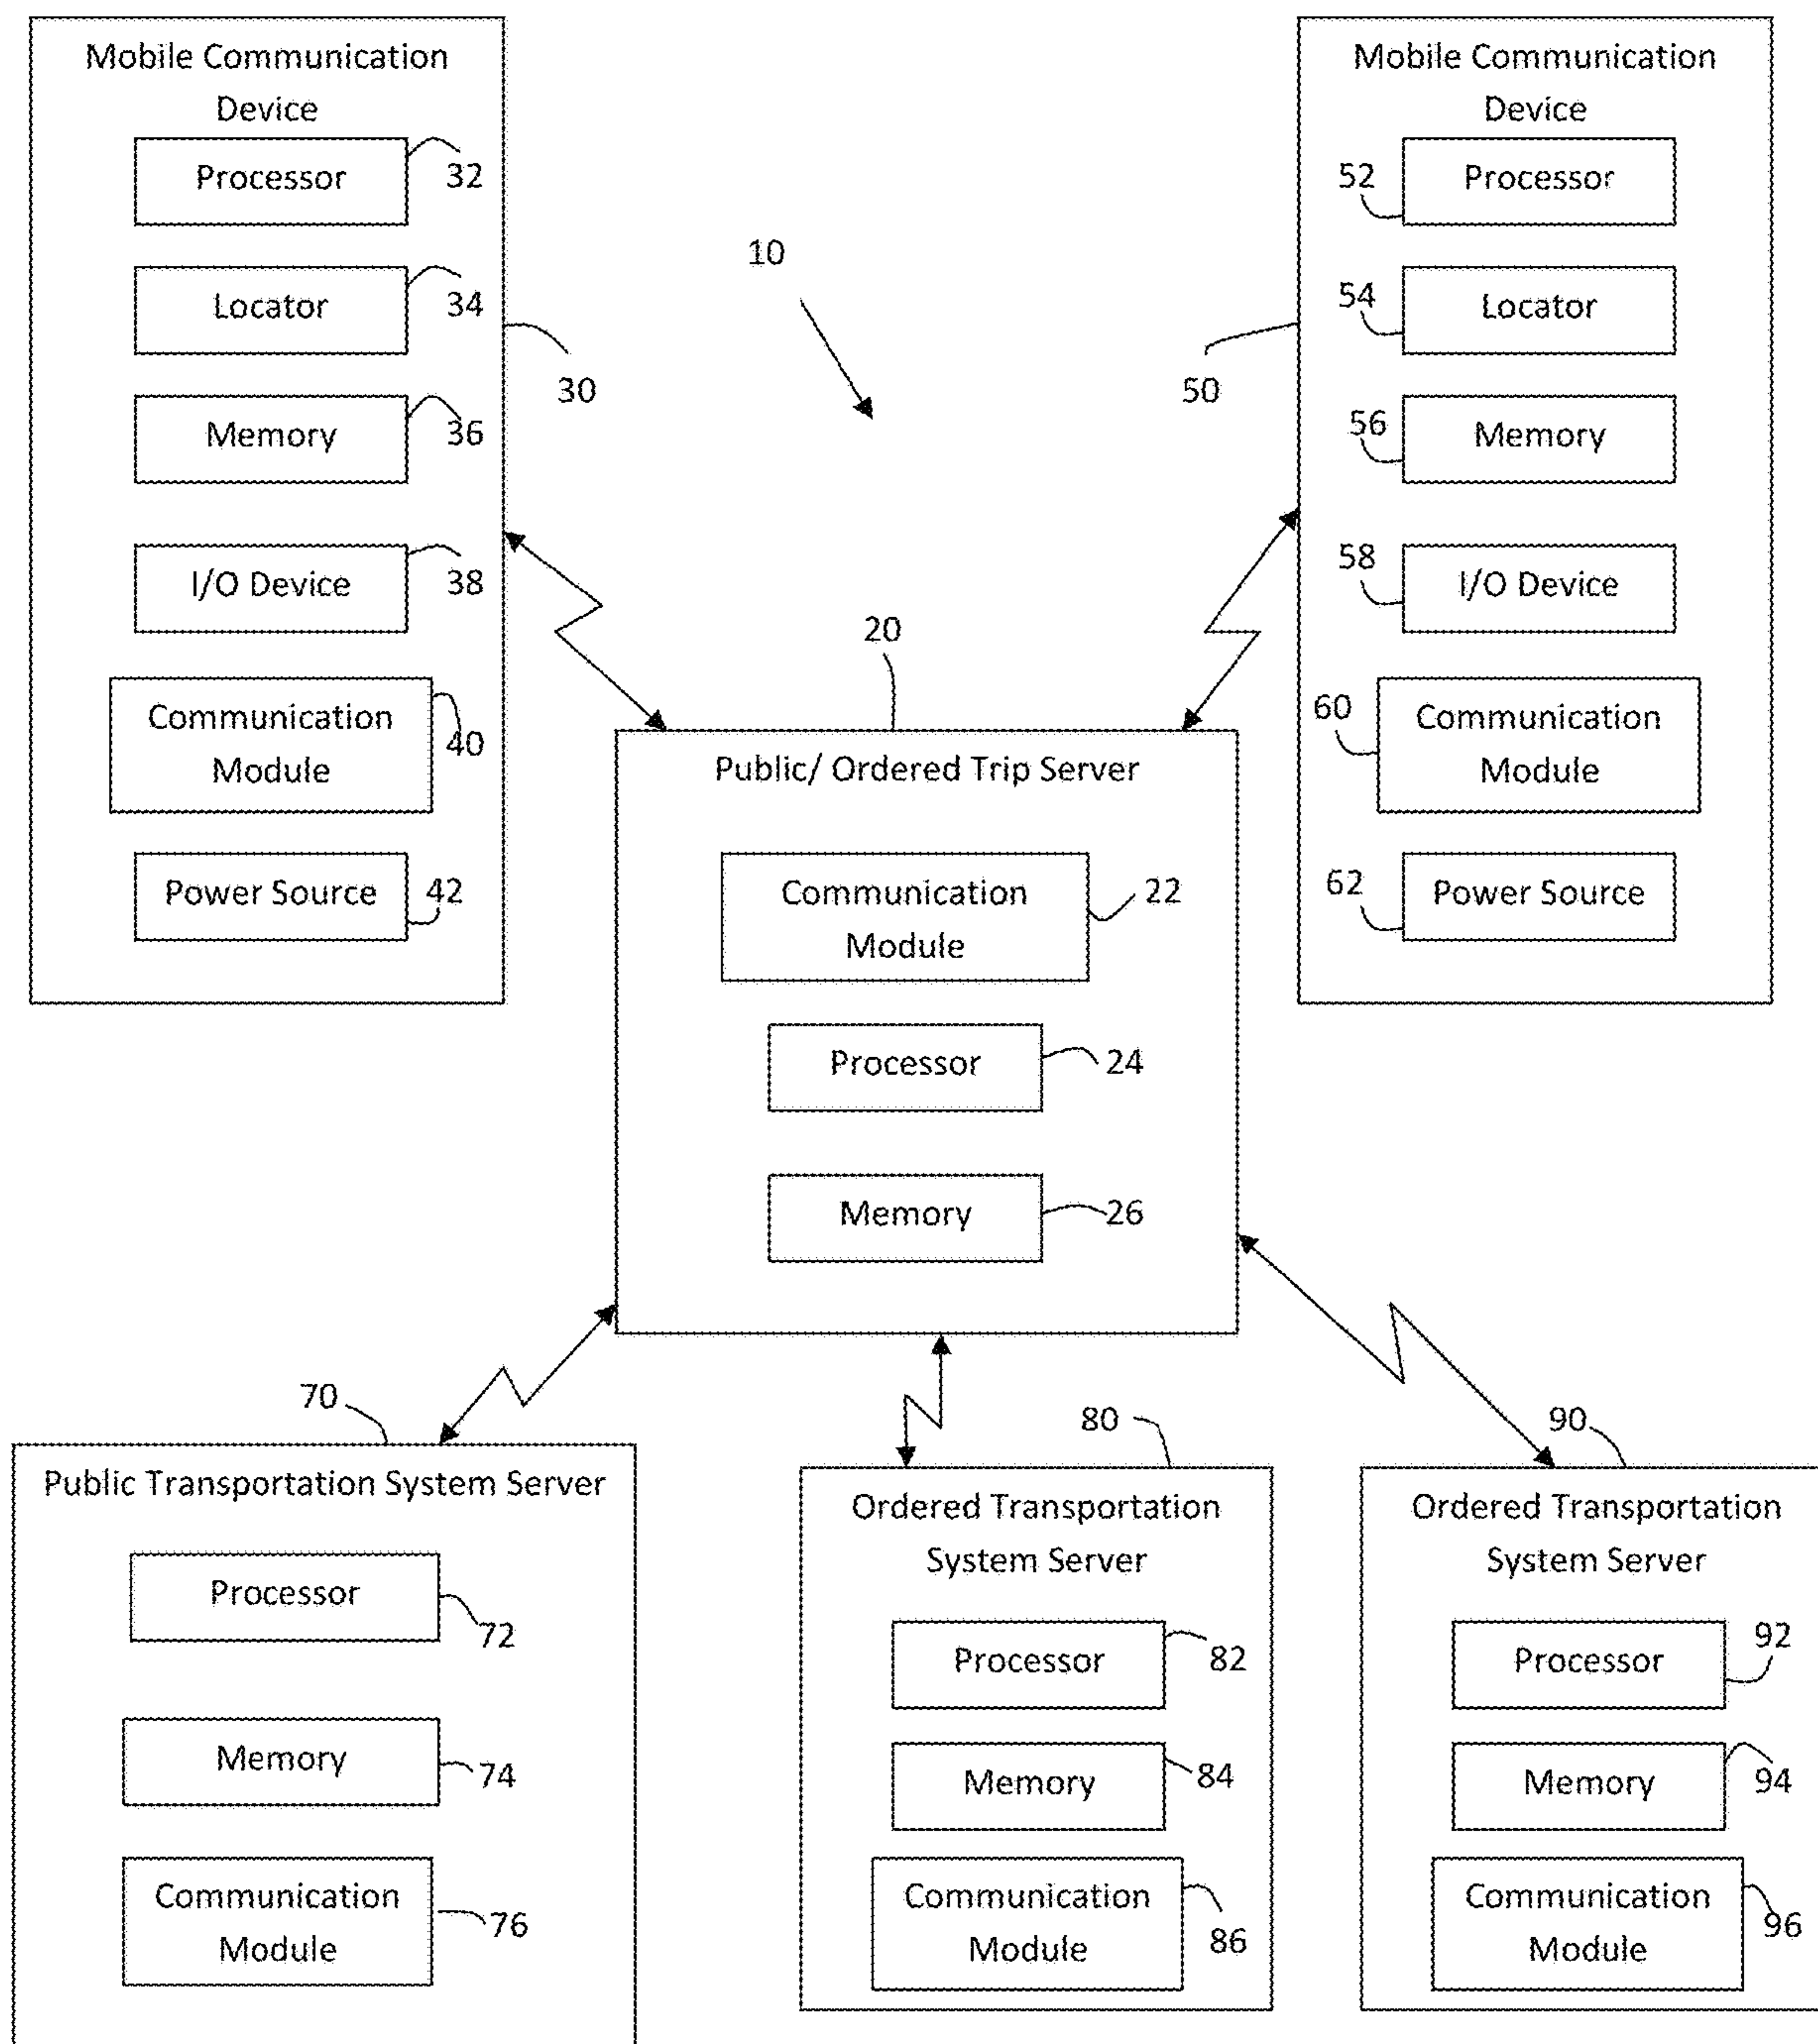 Mobile Communication
Device
Processor
32
Locator
34
Memory
36
I/O Device
38
Communication
Module
40
Power Source
42
30
10
Mobile Communication
Device
52
Processor
54
Locator
56
Memory
58
I/O Device
60
Communication
Module
62
Power Source
50
20
Public/ Ordered Trip Server
Communication
Module
22
Processor
24
Memory
26
70
Public Transportation System Server
Processor
72
Memory
74
Communication
Module
76
80
Ordered Transportation
System Server
Processor
82
Memory
84
Communication
Module
86
90
Ordered Transportation
System Server
Processor
92
Memory
94
Communication
Module
96